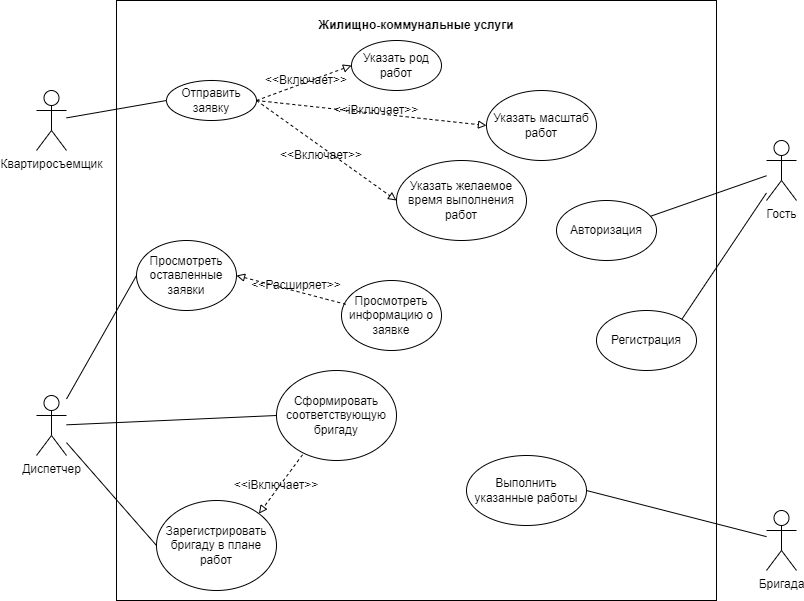 Жилищно-коммунальные услуги
Указать род
работ
<<Включает>>
Отправить
заявку
<<iВключает>>
Указать масштаб
работ
<<Включает>>
Квартиросъемщик
Указать желаемое
время выполнения
работ
Гость
Авторизация
Просмотреть
оставленные
заявки
<<Расширяет>>
Просмотреть
информацию о
заявке
Регистрация
Сформировать
соответствующую
бригаду
Диспетчер
<<iВключает>>
Выполнить
указанные работы
Зарегистрировать
бригаду в плане
работ
Бригада